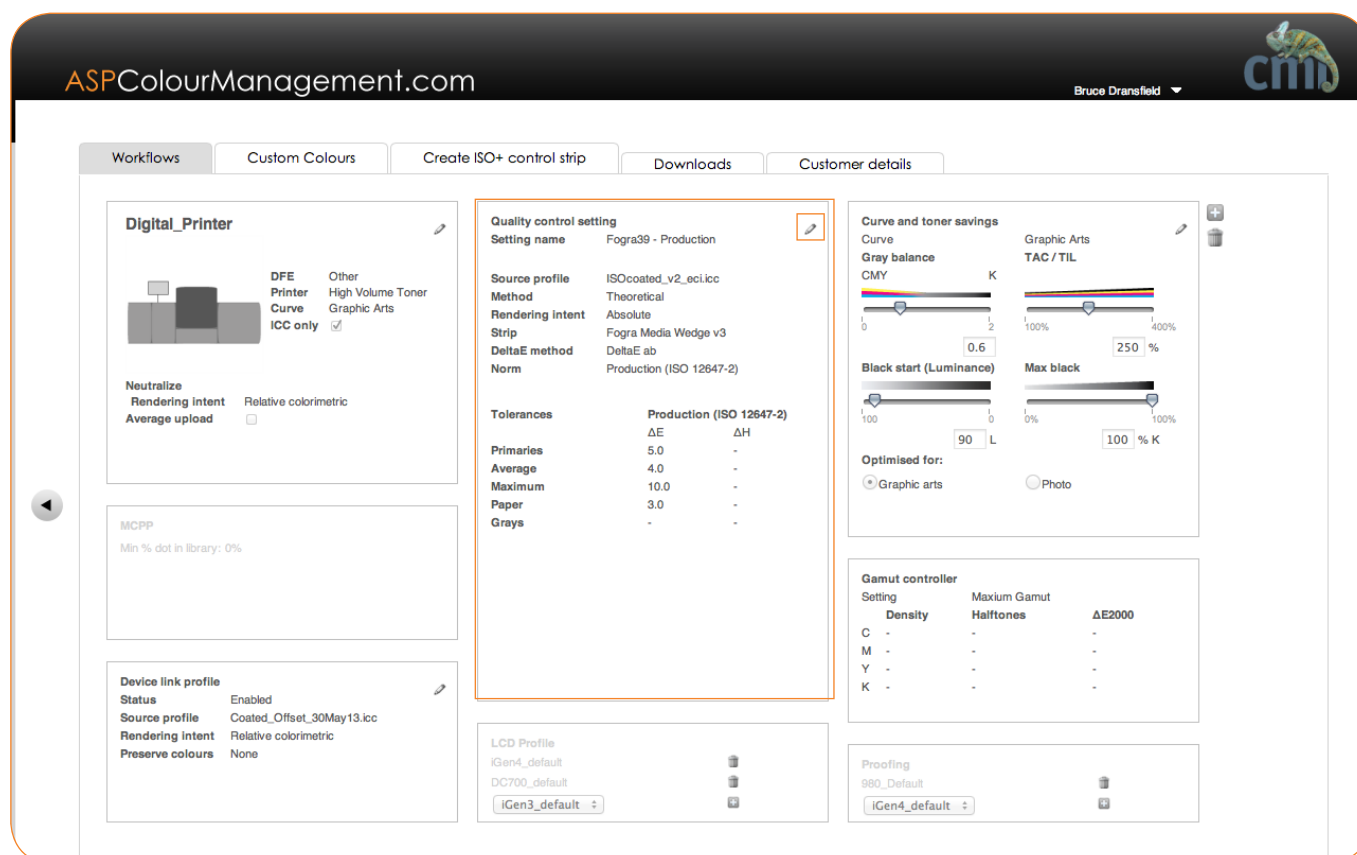 ASPColourManagement.com
cmi
Bruce Dransfield
Workflows
Custom Colours
Create ISO+ control strip
Downloads
Customer details
Digital_Printer
DFE Other
Printer High Volume Toner
Curve Graphic Arts
ICC only
Neutralize
Rendering intent Relative colorimetric
Average upload
MCPP
Min % dot in library: 0%
Device link profile
Status Enabled
Source profile Coated_Offset_30May13.icc
Rendering intent Relative colorimetric
Preserve colours None
Quality control setting
Setting name Fogra39 - Production
Source profile ISOcoated_v2_eci.icc
Method Theoretical
Rendering intent Absolute
Strip Fogra Media Wedge v3
DeltaE method DeltaE ab
Norm Production (ISO 12647-2)
Tolerances Production (ISO 12647-2)
ΔE ΔH
Primaries 5.0 -
Average 4.0 -
Maximum 10.0 -
Paper 3.0 -
Grays - -
LCD Profile
iGen4_default
DC700_default
iGen3_default
Curve and toner savings
Curve Graphic Arts
Gray balance TAC / TIL
CMY K
0 2 100% 400%
0.6 250 %
Black start (Luminance) Max black
100 0 0% 100%
90 L 100 % K
Optimised for:
Graphic arts Photo
Gamut controller
Setting Maxium Gamut
Density Halftones ΔE2000
C - - -
M - - -
Y - - -
K - - -
Proofing
980_Default
iGen4_default